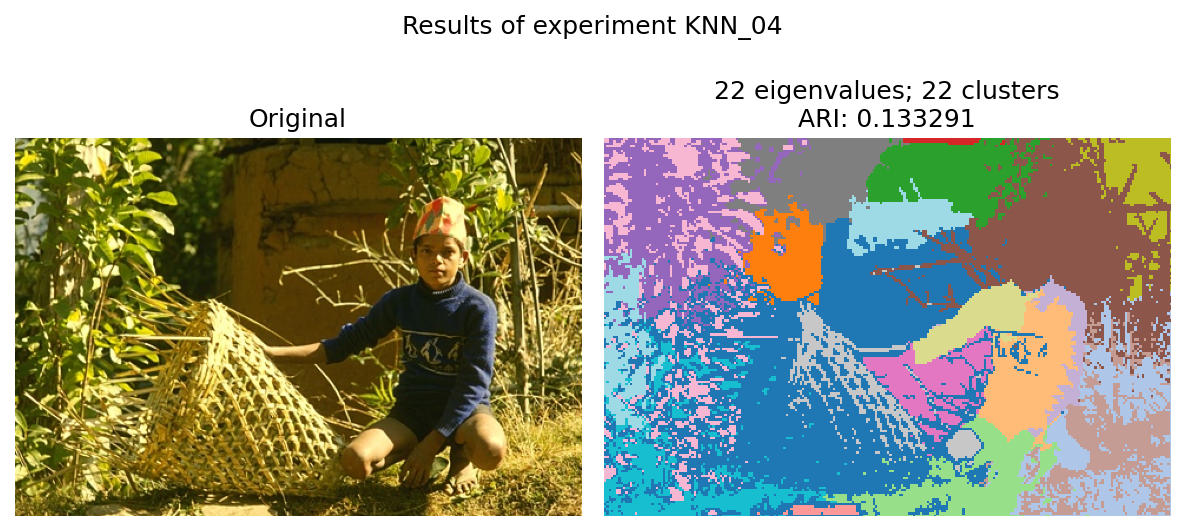 Results of experiment KNN_04
Original
22 eigenvalues; 22 clusters
ARI: 0.133291